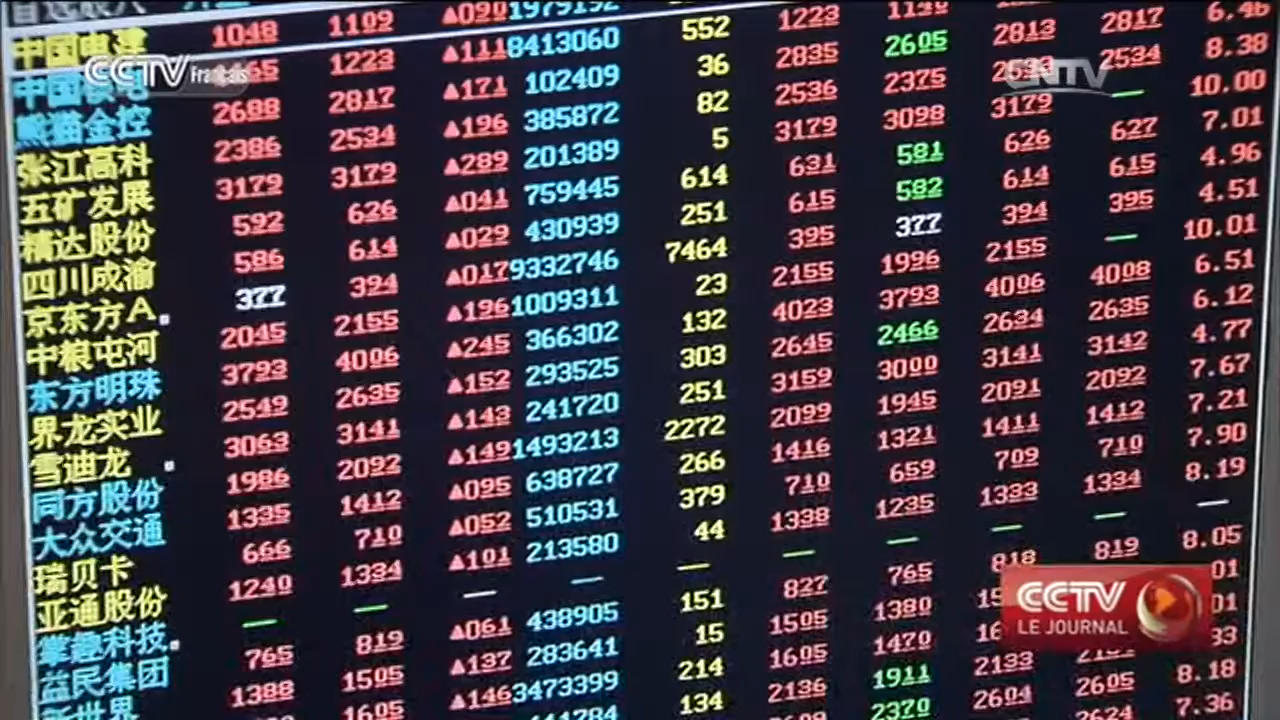 中国电建 1048 1109 ▲090 1979192
中国 1223 ▲111 8413060 552 1223
熊猫金控 2688 2817 ▲171 102409 36 2835 2605 2813 2817 6.46
张江高科 2386 2534 ▲196 385872 82 2536 2375 2533 2534 8.38
五矿发展 3179 3179 ▲289 201389 5 3179 3098 3179 — 10.00
精达股份 592 626 ▲041 759445 614 631 581 626 627 7.01
四川成渝 586 614 ▲029 430939 251 615 582 614 615 4.96
京东方A 377 394 ▲017 9332746 7464 395 377 394 395 4.51
中粮屯河 2045 2155 ▲196 1009311 23 2155 1996 2155 — 10.01
东方明珠 3793 4006 ▲245 366302 132 4023 3793 4006 4008 6.51
界龙实业 2549 2635 ▲152 293525 303 2645 2466 2634 2635 6.12
雪迪龙 3063 3141 ▲143 241720 251 3159 3000 3141 3142 4.77
同方股份 1986 2092 ▲149 1493213 2272 2099 1945 2091 2092 7.67
大众交通 1335 1412 ▲095 638727 266 1416 1321 1411 1412 7.21
瑞贝卡 666 710 ▲052 510531 379 710 659 709 710 7.90
亚通股份 1240 1334 ▲101 213580 44 1338 1235 1333 1334 8.19
掌趣科技 — — — — — — — — — —
益民集团 765 819 ▲061 438905 151 827 765 818 819 8.05
新世界 1388 1505 ▲137 283641 15 1505 1380
1605 ▲146 3473399 214 1605 1470
134 2136 1911 2133
2370 2604 2605 8.18
2624 7.36
CCTV Français
CNTV
CCTV
LE JOURNAL